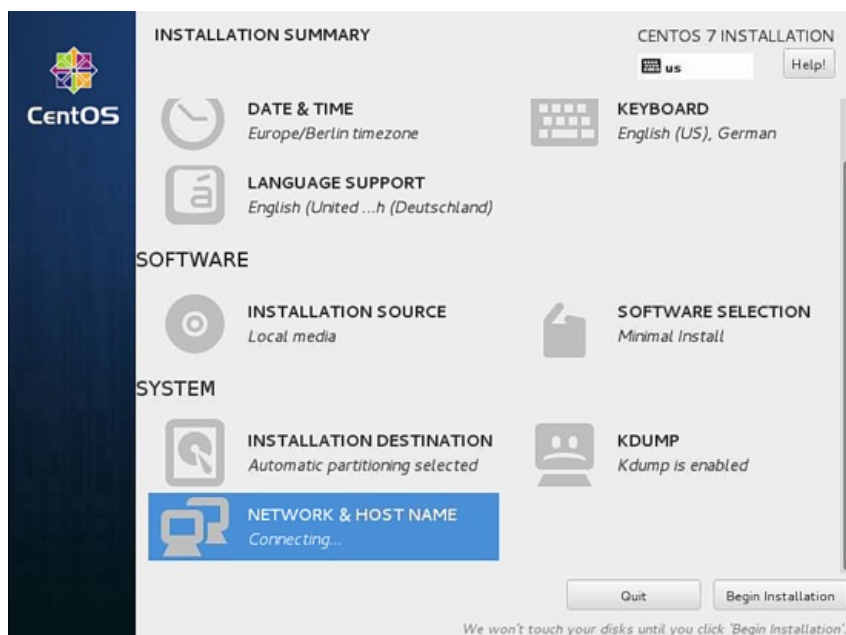 INSTALLATION SUMMARY
CENTOS 7 INSTALLATION
us
Help!
CentOS
DATE & TIME
Europe/Berlin timezone
KEYBOARD
English (US), German
LANGUAGE SUPPORT
English (United ...h (Deutschland)
SOFTWARE
INSTALLATION SOURCE
Local media
SOFTWARE SELECTION
Minimal Install
SYSTEM
INSTALLATION DESTINATION
Automatic partitioning selected
KDUMP
Kdump is enabled
NETWORK & HOST NAME
Connecting...
Quit
Begin Installation
We won't touch your disks until you click 'Begin Installation'.